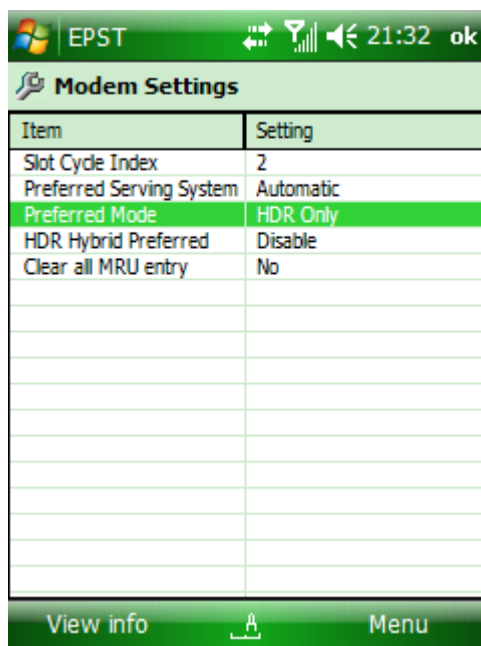 EPST 21:32 ok
Modem Settings
Item Setting
Slot Cycle Index 2
Preferred Serving System Automatic
Preferred Mode HDR Only
HDR Hybrid Preferred Disable
Clear all MRU entry No
View info A Menu